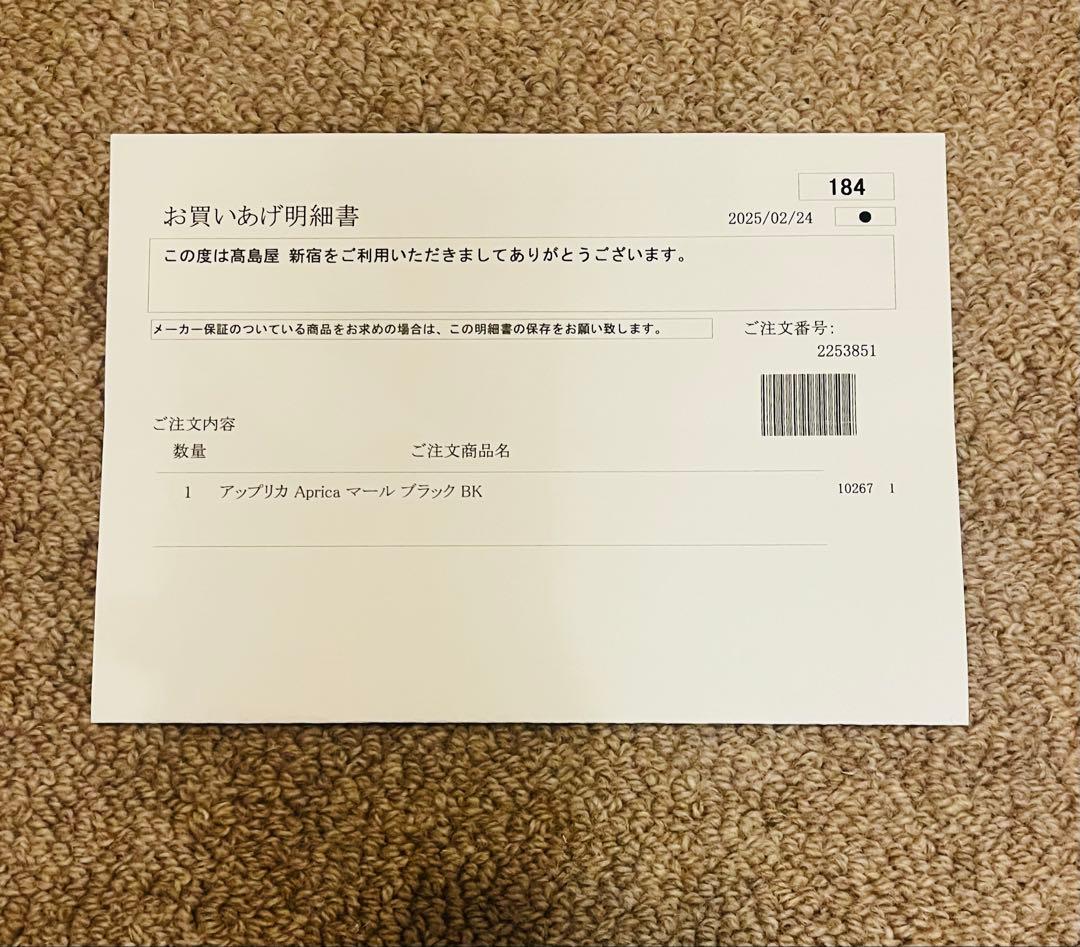 184
お買いあげ明細書
2025/02/24
●
この度は髙島屋 新宿をご利用いただきましてありがとうございます。
メーカー保証のついている商品をお求めの場合は、この明細書の保存をお願い致します。
ご注文番号:
2253851
ご注文内容
数量 ご注文商品名
1 アップリカ Aprica マール ブラック BK 10267 1